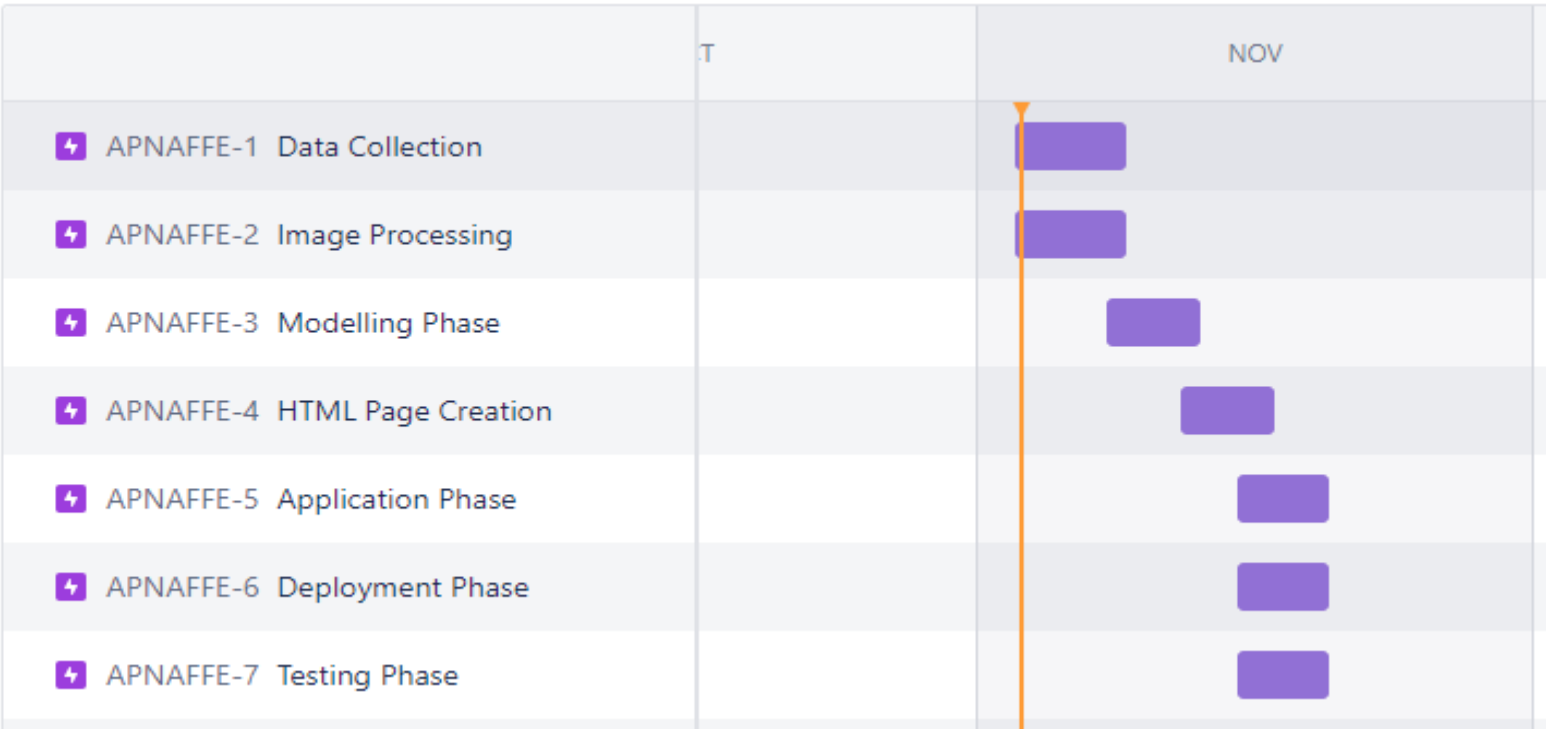 NOV
APNAFFE-1 Data Collection
APNAFFE-2 Image Processing
APNAFFE-3 Modelling Phase
APNAFFE-4 HTML Page Creation
APNAFFE-5 Application Phase
APNAFFE-6 Deployment Phase
APNAFFE-7 Testing Phase